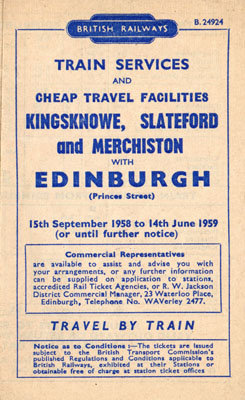 BRITISH RAILWAYS
B. 24924
TRAIN SERVICES
AND
CHEAP TRAVEL FACILITIES
KINGSKNOWE, SLATEFORD
and MERCHISTON
WITH
EDINBURGH
(Princes Street)
15th September 1958 to 14th June 1959
(or until further notice)
Commercial Representatives
are available to assist and advise you with
your arrangements, or any further information
can be supplied on application to stations,
accredited Rail Ticket Agencies, or R. W. Jackson
District Commercial Manager, 23 Waterloo Place,
Edinburgh, Telephone No. WAVerley 2477.
TRAVEL BY TRAIN
Notice as to Conditions :—The tickets are issued
subject to the British Transport Commission's
published Regulations and Conditions applicable to
British Railways, exhibited at their Stations or
obtainable free of charge at station ticket offices